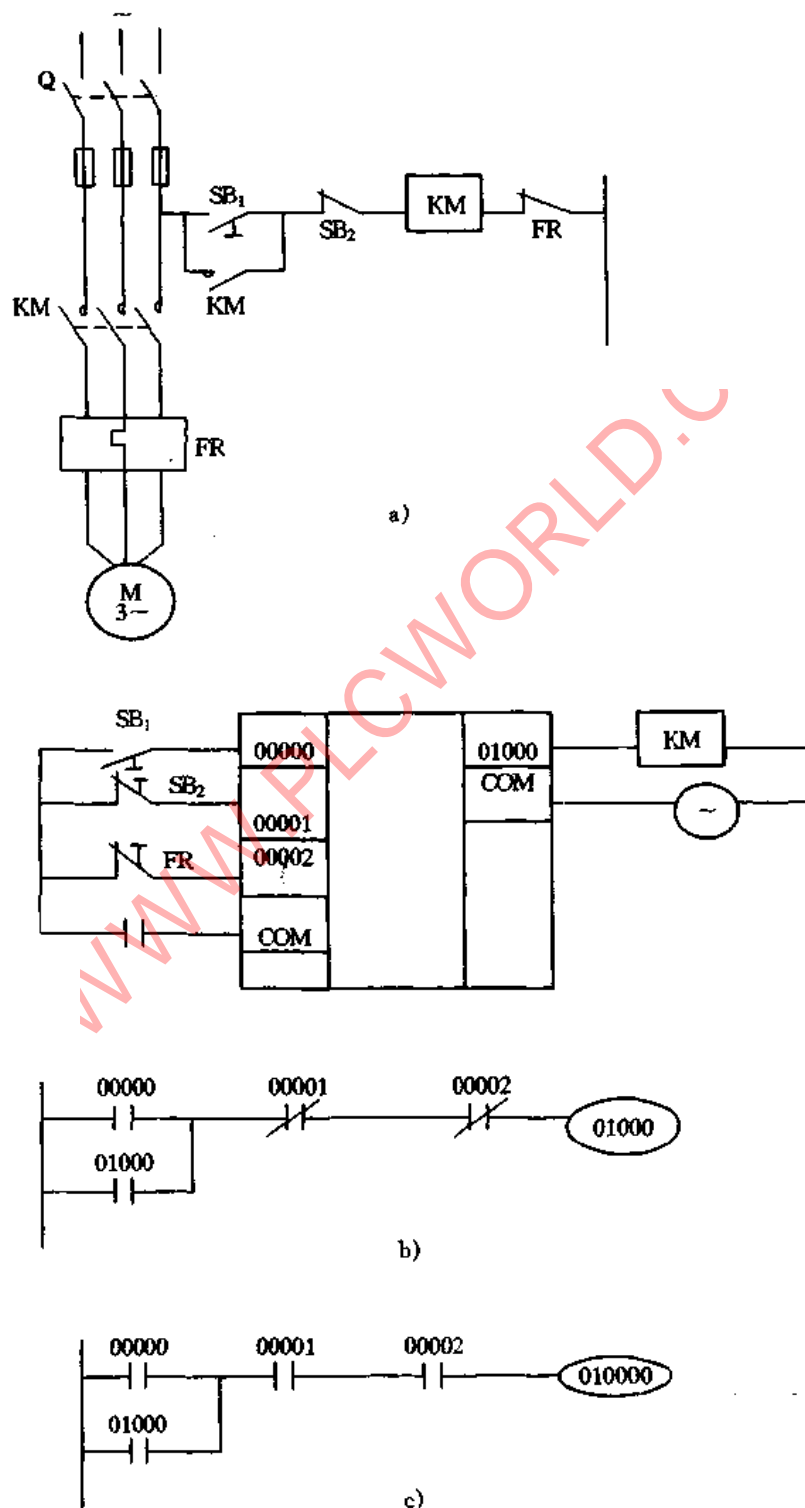 ~
Q
SB₁
SB₂
KM
FR
KM
KM
FR
a)
M
3~
SB₁
00000
01000
KM
SB₂
COM
00001
~
FR
00002
COM
00000
00001
00002
01000
01000
b)
00000
00001
00002
010000
01000
c)
WWW.PLCWORLD.C